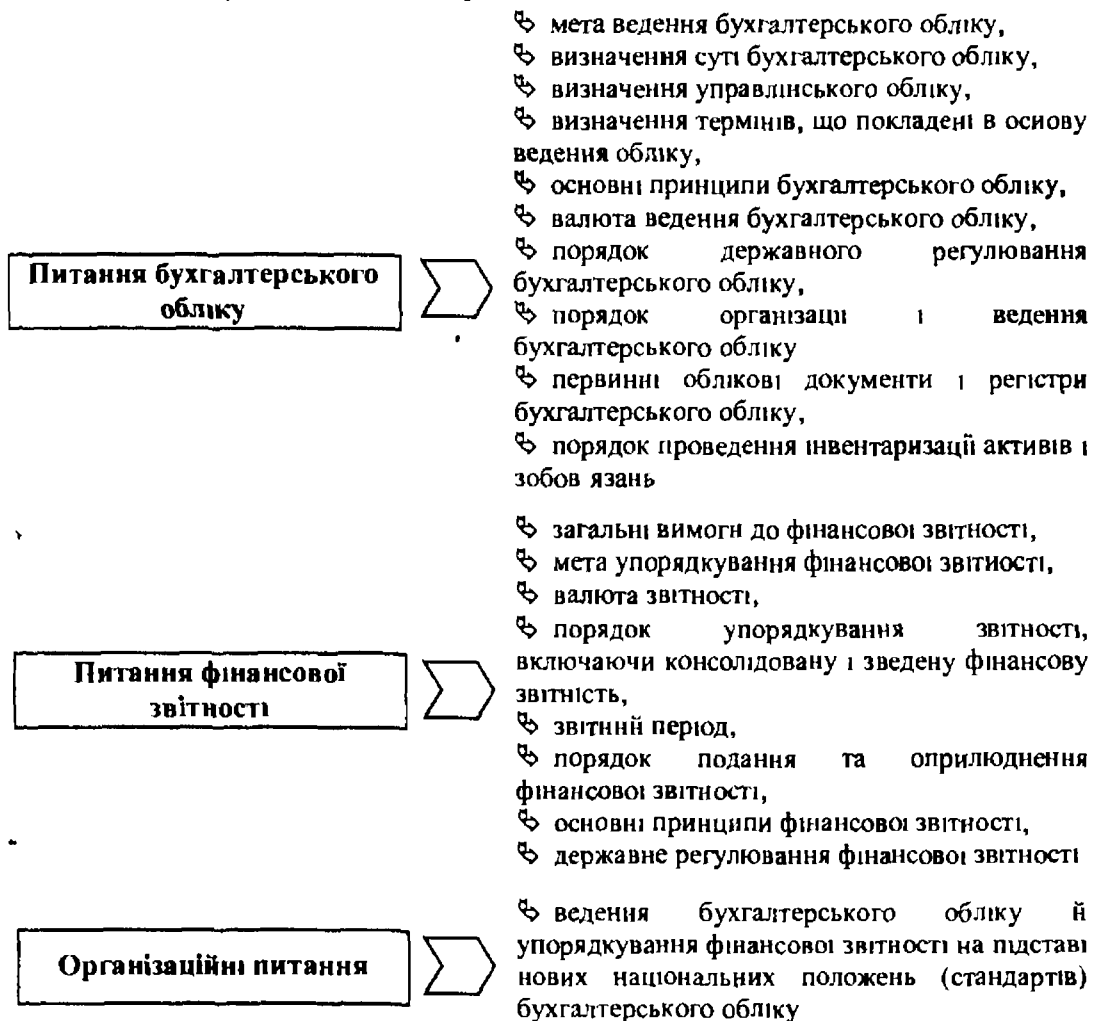 мета ведення бухгалтерського обліку,
визначення суті бухгалтерського обліку,
визначення управлінського обліку,
визначення термінів, що покладені в основу
ведення обліку,
основні принципи бухгалтерського обліку,
валюта ведення бухгалтерського обліку,
порядок державного регулювання
бухгалтерського обліку,
порядок організації і ведення
бухгалтерського обліку
первинні облікові документи і регістри
бухгалтерського обліку,
порядок проведення інвентаризації активів і
зобов язань
Питання бухгалтерського
обліку
загальні вимоги до фінансової звітності,
мета упорядкування фінансової звітності,
валюта звітності,
порядок упорядкування звітності,
включаючи консолідовану і зведену фінансову
звітність,
звітний період,
порядок подання та оприлюднення
фінансової звітності,
основні принципи фінансової звітності,
державне регулювання фінансової звітності
Питання фінансової
звітності
ведення бухгалтерського обліку й
упорядкування фінансової звітності на підставі
нових національних положень (стандартів)
бухгалтерського обліку
Організаційні питання